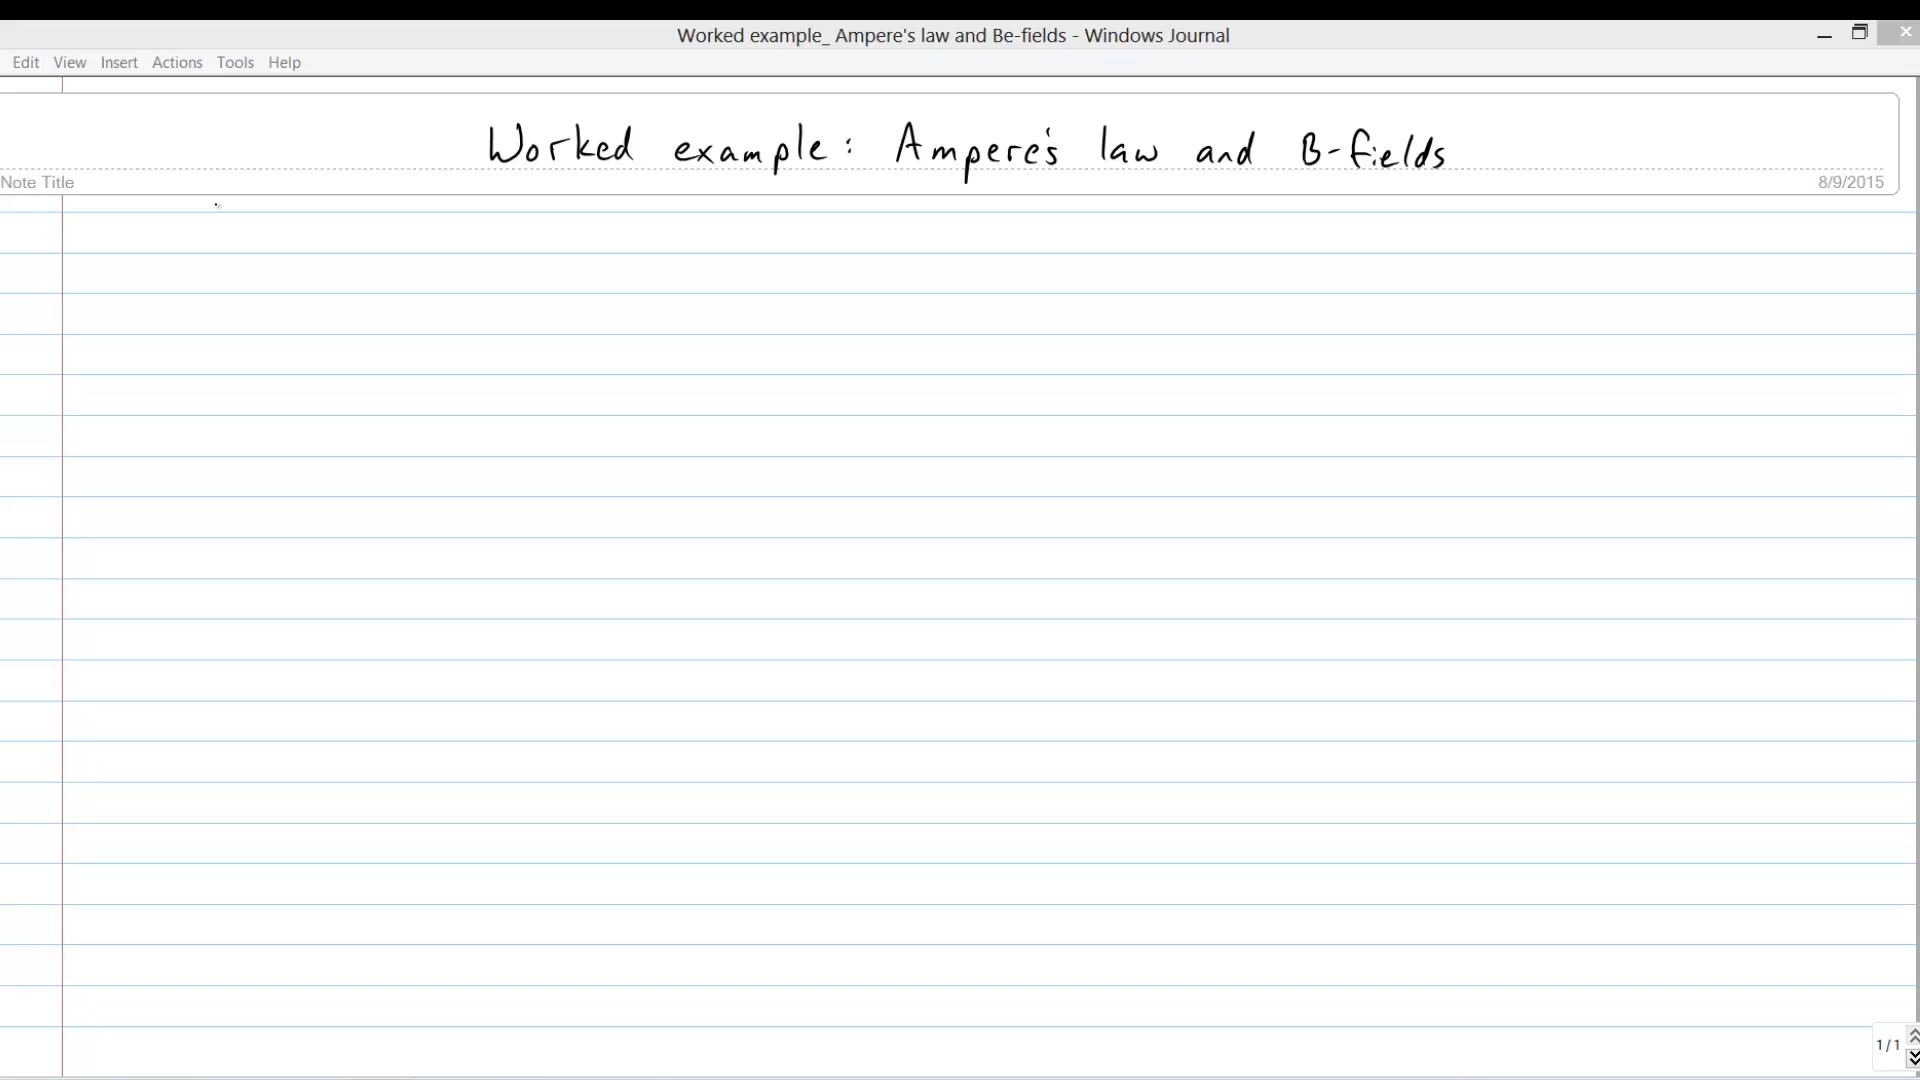 Worked example_ Ampere's law and Be-fields - Windows Journal
Edit View Insert Actions Tools Help
Worked example: Ampere's law and B-fields
Note Title
8/9/2015
1/1